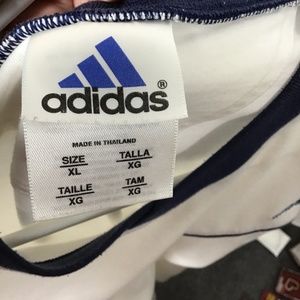 adidas®
MADE IN THAILAND
SIZE TALLA
XL XG
TAILLE TAM
XG XG